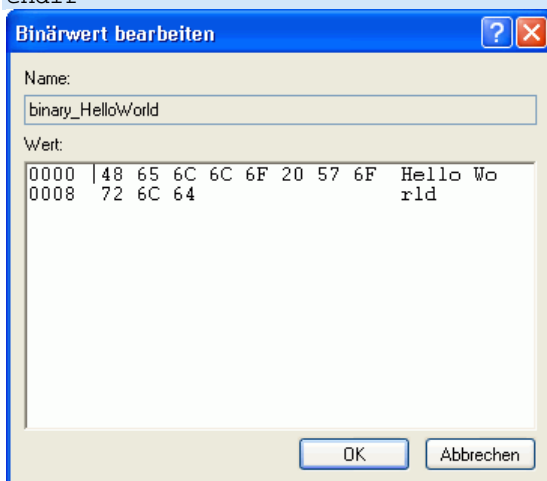 endif
Binärwert bearbeiten
Name:
binary_HelloWorld
Wert:
0000 48 65 6C 6C 6F 20 57 6F Hello Wo
0008 72 6C 64 rld
OK Abbrechen